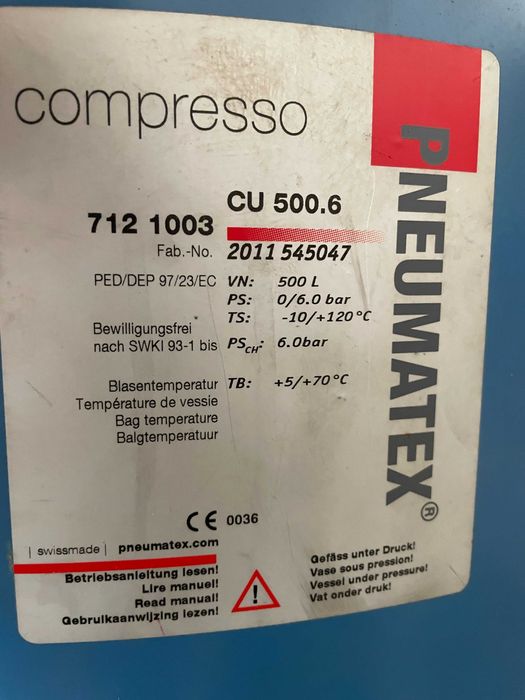 compresso
PNEUMATEX®
CU 500.6
712 1003
Fab.-No. 2011 545047
PED/DEP 97/23/EC VN: 500 L
PS: 0/6.0 bar
TS: -10/+120°C
Bewilligungsfrei
nach SWKI 93-1 bis PSCH: 6.0bar
Blasentemperatur TB: +5/+70°C
Température de vessie
Bag temperature
Balgtemperatuur
CE 0036
| swissmade | pneumatex.com
Betriebsanleitung lesen!
Lire manuel!
Read manual!
Gebruikaanwijzing lezen!
!
Gefäss unter Druck!
Vase sous pression!
Vessel under pressure!
Vat onder druk!